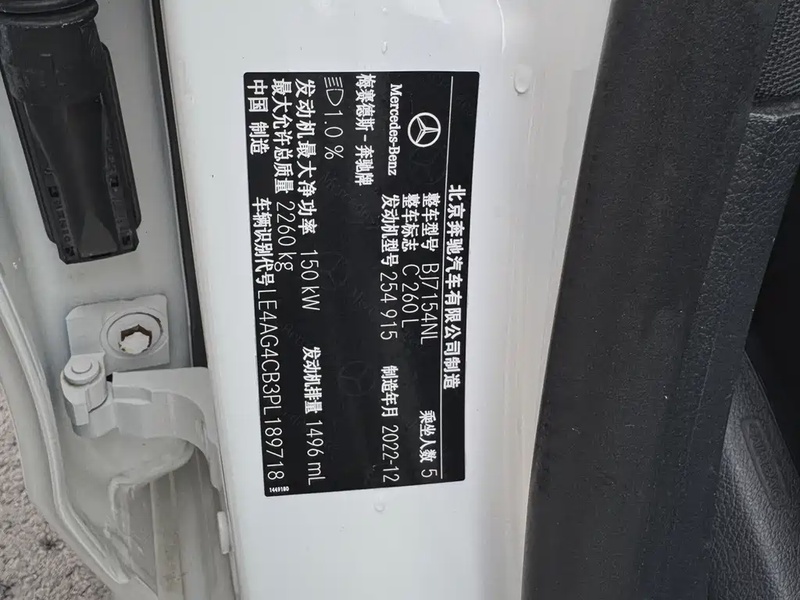 北京奔驰汽车有限公司制造
Mercedes-Benz
梅赛德斯-奔驰牌
整车型号 BJ7154NL
乘坐人数 5
整车标志 C 260 L
发动机型号 254 915
制造年月 2022-12
1.0 %
发动机最大净功率 150 kW
发动机排量 1496 mL
最大允许总质量 2260 kg
中国 制造
车辆识别代号 LE4AG4CB3PL189718
1449180